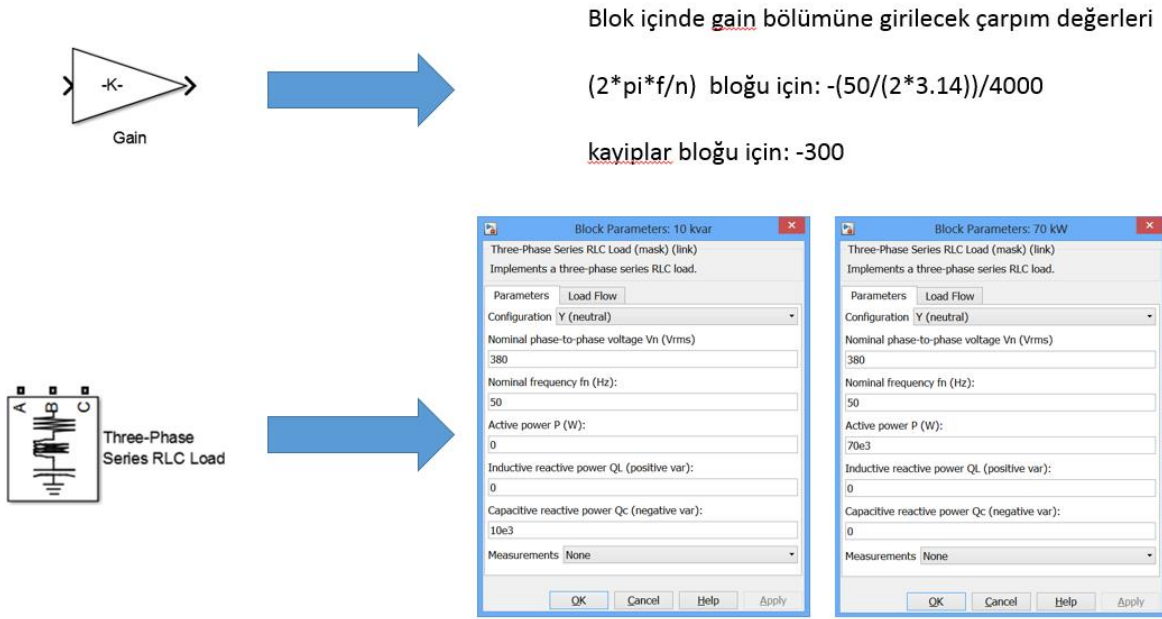 Blok içinde gain bölümüne girilecek çarpım değerleri
-K-
(2*pi*f/n) bloğu için: -(50/(2*3.14))/4000
Gain
kayiplar bloğu için: -300
A B C
Three-Phase
Series RLC Load
Block Parameters: 10 kvar
Three-Phase Series RLC Load (mask) (link)
Implements a three-phase series RLC load.
Parameters Load Flow
Configuration Y (neutral)
Nominal phase-to-phase voltage Vn (Vrms)
380
Nominal frequency fn (Hz):
50
Active power P (W):
0
Inductive reactive power QL (positive var):
0
Capacitive reactive power Qc (negative var):
10e3
Measurements None
OK Cancel Help Apply
Block Parameters: 70 kW
Three-Phase Series RLC Load (mask) (link)
Implements a three-phase series RLC load.
Parameters Load Flow
Configuration Y (neutral)
Nominal phase-to-phase voltage Vn (Vrms)
380
Nominal frequency fn (Hz):
50
Active power P (W):
70e3
Inductive reactive power QL (positive var):
0
Capacitive reactive power Qc (negative var):
0
Measurements None
OK Cancel Help Apply